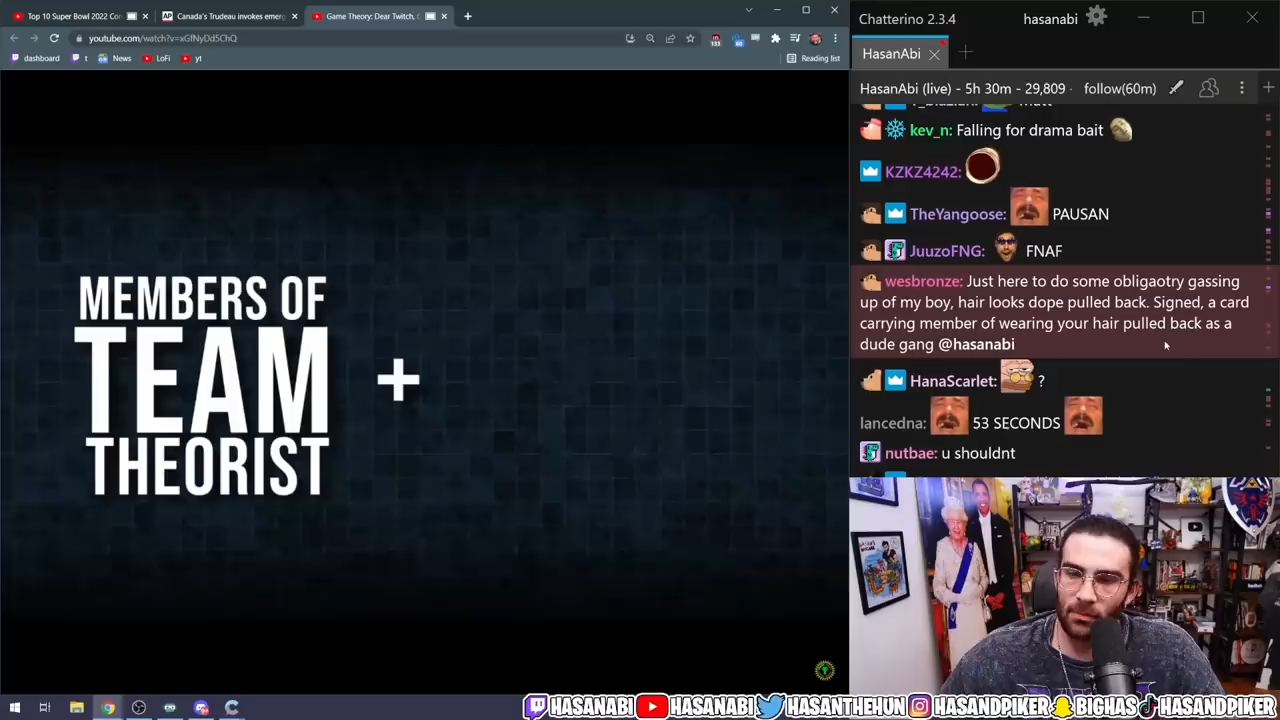 Top 10 Super Bowl 2022 Co
Canada's Trudeau invokes emer
Game Theory: Dear Twitch,
youtube.com/watch?v=xGfNyDd5ChQ
dashboard
t
News
LoFi
yt
Reading list
MEMBERS OF
TEAM
THEORIST
+
Chatterino 2.3.4
hasanabi
HasanAbi
HasanAbi (live) - 5h 30m - 29,809 · follow(60m)
kev_n: Falling for drama bait
KZKZ4242:
TheYangoose: PAUSAN
JuuzoFNG: FNAF
wesbronze: Just here to do some obligaotry gassing
up of my boy, hair looks dope pulled back. Signed, a card
carrying member of wearing your hair pulled back as a
dude gang @hasanabi
HanaScarlet: ?
lancedna: 53 SECONDS
nutbae: u shouldnt
HASANABI HASANABI HASANTHEHUN HASANDPIKER BIGHAS HASANDPIKER